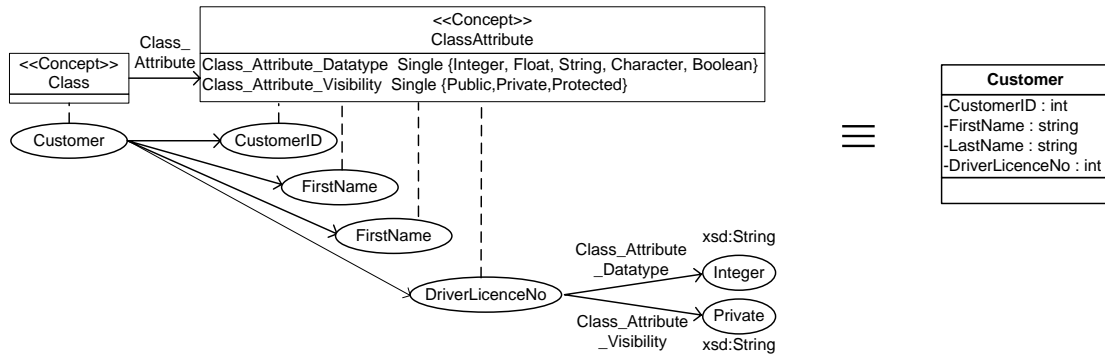 <<Concept>>
ClassAttribute
Class_Attribute_Datatype Single {Integer, Float, String, Character, Boolean}
Class_Attribute_Visibility Single {Public,Private,Protected}
Class_
Attribute
<<Concept>>
Class
Customer
CustomerID
FirstName
FirstName
DriverLicenceNo
Class_Attribute
_Datatype
xsd:String
Integer
Class_Attribute
_Visibility
Private
xsd:String
≡
Customer
-CustomerID : int
-FirstName : string
-LastName : string
-DriverLicenceNo : int